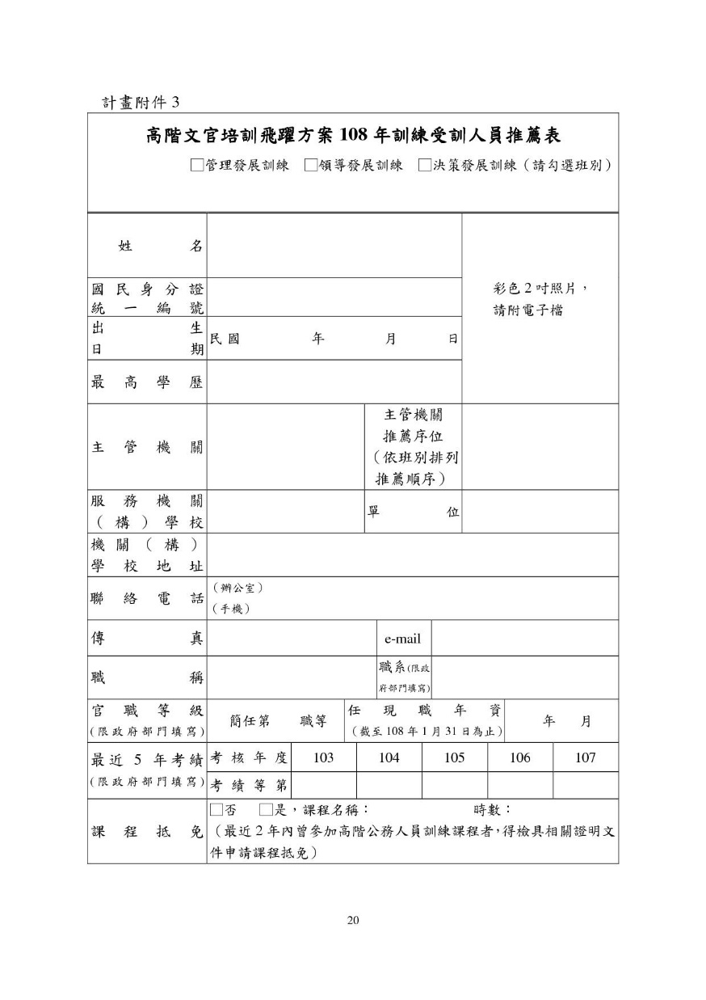 計畫附件 3
高階文官培訓飛躍方案 108 年訓練受訓人員推薦表
□管理發展訓練 □領導發展訓練 □決策發展訓練（請勾選班別）
姓名
彩色 2 吋照片，
請附電子檔
國民身分證
統一編號
出生
日期
民國 年 月 日
最高學歷
主管機關
主管機關
推薦序位
（依班別排列
推薦順序）
服務機關
（構）學校
單位
機關（構）
學校地址
聯絡電話
（辦公室）
（手機）
傳真
e-mail
職稱
職系(限政
府部門填寫)
官職等級
(限政府部門填寫)
簡任第 職等
任現職年資
（截至 108 年 1 月 31 日為止）
年 月
最近 5 年考績
(限政府部門填寫)
考核年度 103 104 105 106 107
考績等第
課程抵免
□否 □是，課程名稱： 時數：
（最近 2 年內曾參加高階公務人員訓練課程者，得檢具相關證明文
件申請課程抵免）
20